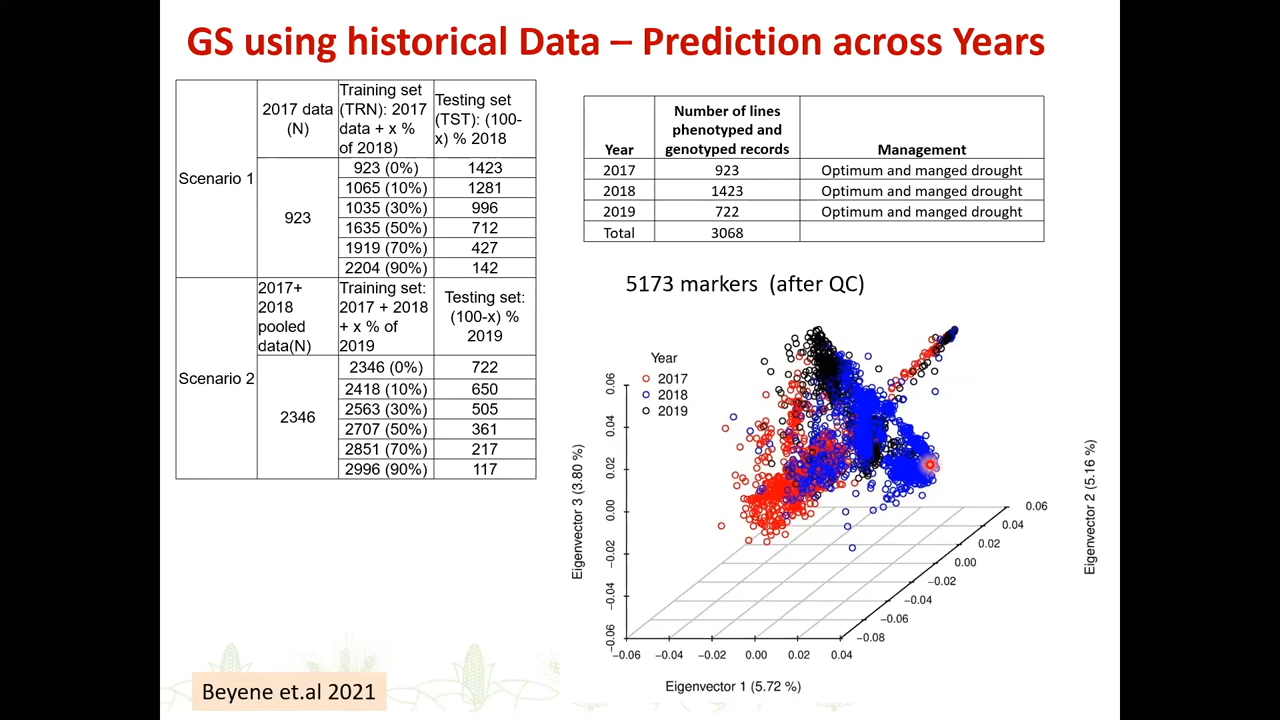 GS using historical Data – Prediction across Years
Scenario 1
2017 data
(N)
Training set
(TRN): 2017
data + x %
of 2018)
Testing set
(TST): (100-
x) % 2018
923
923 (0%) 1423
1065 (10%) 1281
1035 (30%) 996
1635 (50%) 712
1919 (70%) 427
2204 (90%) 142
Scenario 2
2017+
2018
pooled
data(N)
Training set:
2017 + 2018
+ x % of
2019
Testing set:
(100-x) %
2019
2346
2346 (0%) 722
2418 (10%) 650
2563 (30%) 505
2707 (50%) 361
2851 (70%) 217
2996 (90%) 117
Year
Number of lines
phenotyped and
genotyped records
Management
2017 923 Optimum and manged drought
2018 1423 Optimum and manged drought
2019 722 Optimum and manged drought
Total 3068
5173 markers (after QC)
Year
2017
2018
2019
Eigenvector 3 (3.80 %)
0.06
0.04
0.02
0.00
−0.02
−0.04
−0.06
−0.06 −0.04 −0.02 0.00 0.02 0.04
Eigenvector 1 (5.72 %)
0.06
0.04
0.02
0.00
−0.02
−0.04
−0.06
−0.08
Eigenvector 2 (5.16 %)
Beyene et.al 2021